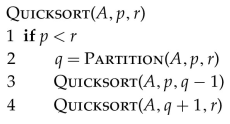 QUICKSORT(A, p, r)
1 if p < r
2 q = PARTITION(A, p, r)
3 QUICKSORT(A, p, q − 1)
4 QUICKSORT(A, q + 1, r)